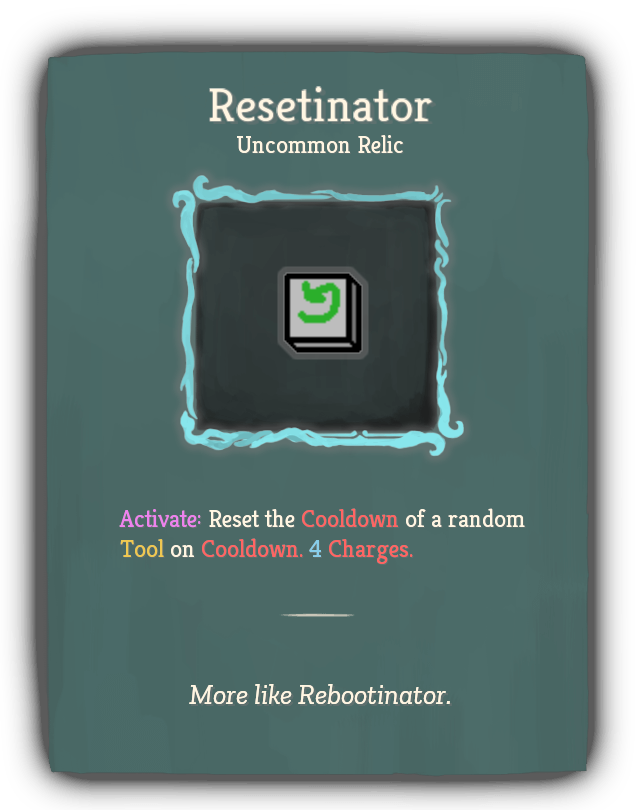 Resetinator
Uncommon Relic
Activate: Reset the Cooldown of a random
Tool on Cooldown. 4 Charges.
More like Rebootinator.